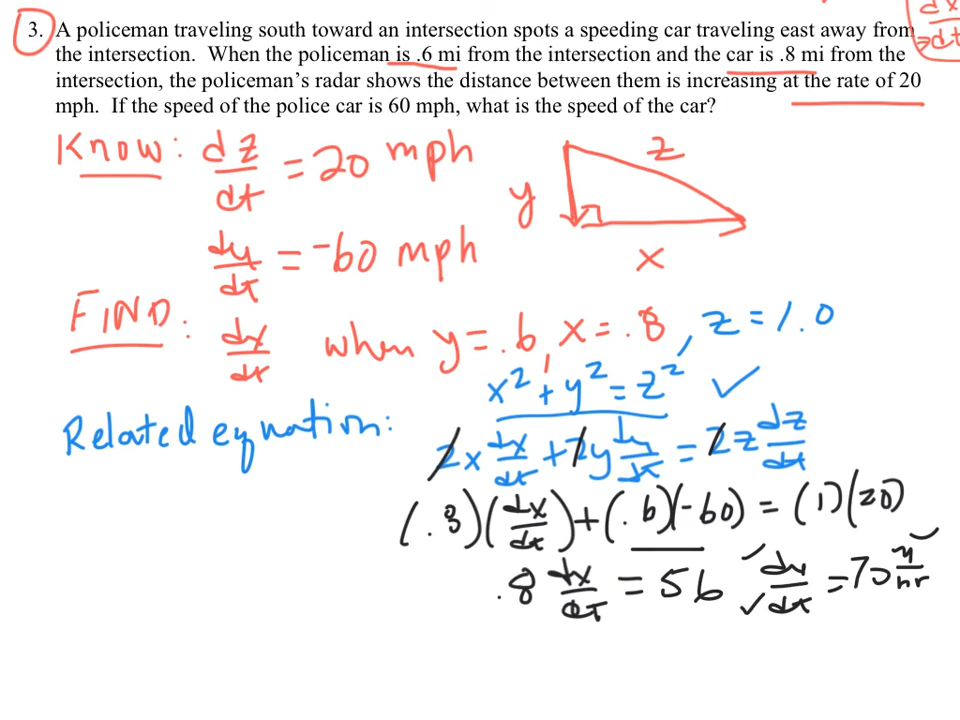 3. A policeman traveling south toward an intersection spots a speeding car traveling east away from
the intersection. When the policeman is .6 mi from the intersection and the car is .8 mi from the
intersection, the policeman's radar shows the distance between them is increasing at the rate of 20
mph. If the speed of the police car is 60 mph, what is the speed of the car?
dx/dt
Know: dz/dt = 20 mph
z
y
dy/dt = -60 mph
x
FIND: dx/dt when y = .6, x = .8, z = 1.0
x² + y² = z² ✓
Related equation:
2x dx/dt + 2y dy/dt = 2z dz/dt
(.8)(dx/dt) + (.6)(-60) = (1)(20)
.8 dx/dt = 56 dx/dt = 70 m/hr